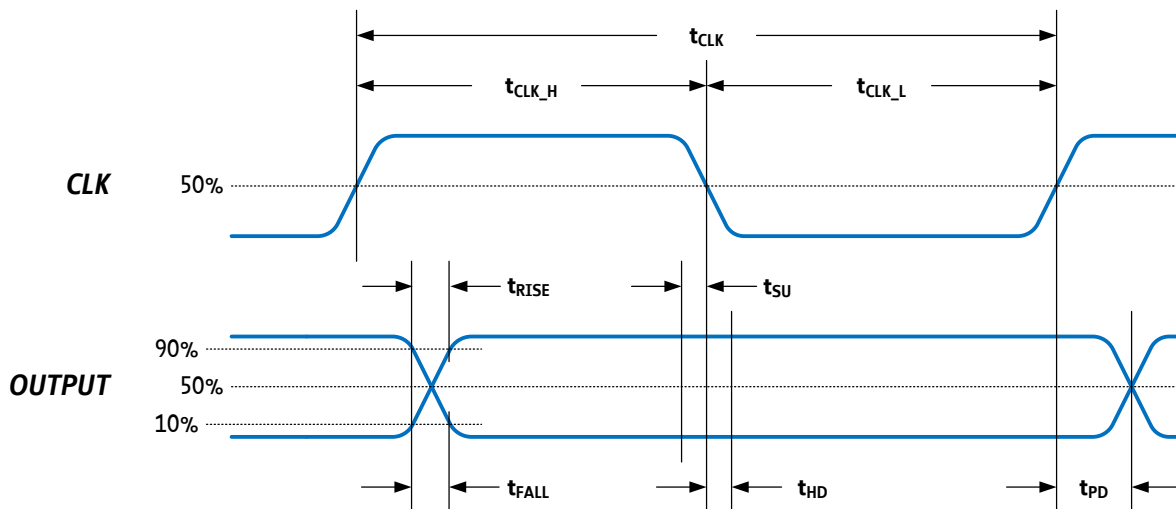 tCLK
tCLK_H tCLK_L
CLK 50%
tRISE tSU
90%
OUTPUT 50%
10%
tFALL tHD tPD